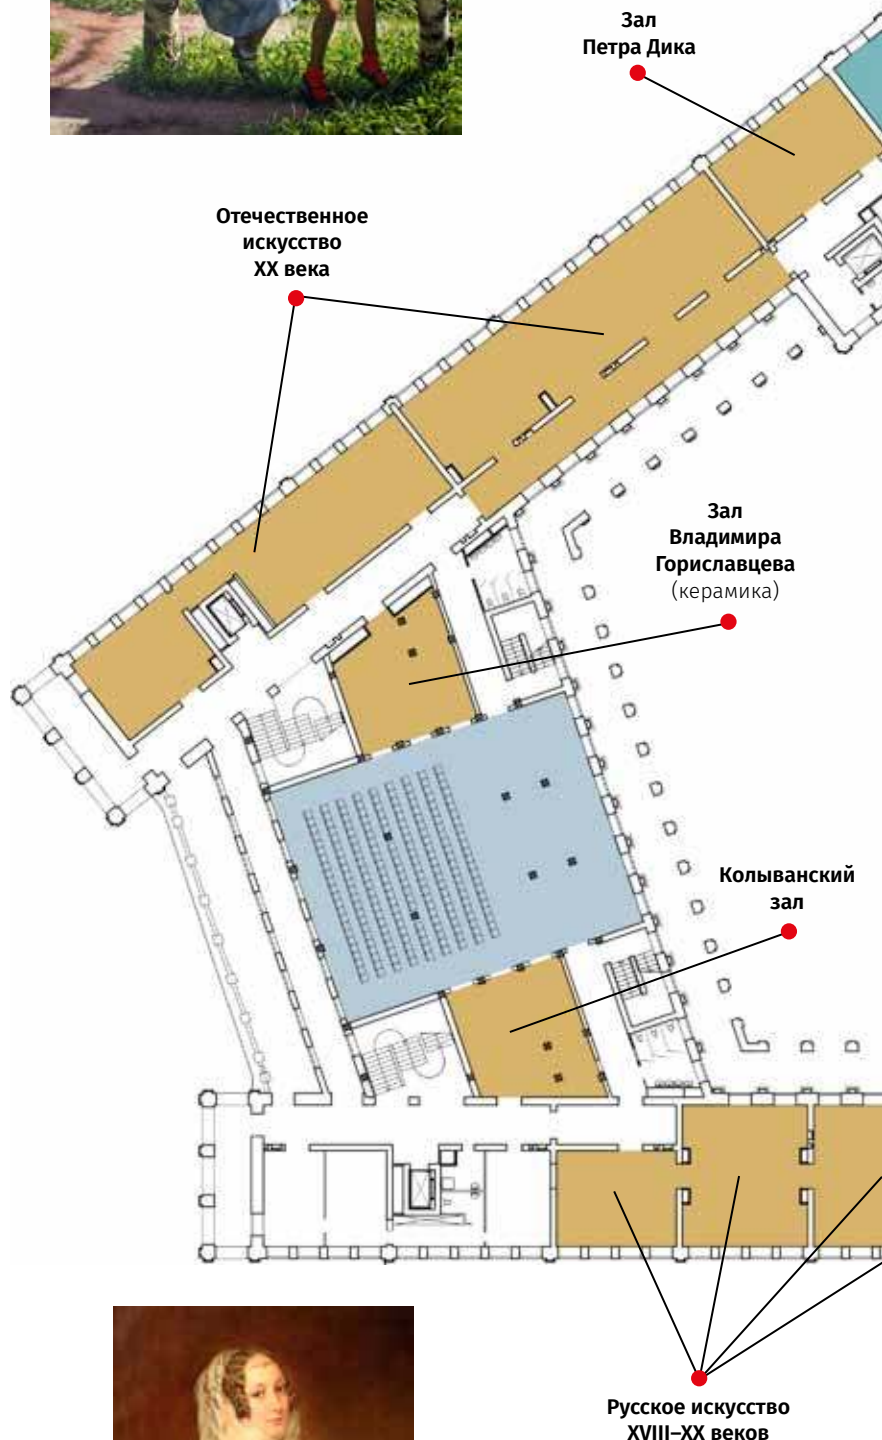 Зал
Петра Дика
Отечественное
искусство
XX века
Зал
Владимира
Гориславцева
(керамика)
Колыванский
зал
Русское искусство
XVIII–XX веков